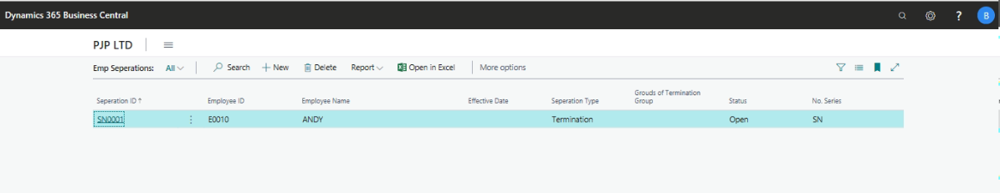 Dynamics 365 Business Central
?
B
PJP LTD
Emp Seperations: All Search New Delete Report Open in Excel More options
Seperation ID ↑ Employee ID Employee Name Effective Date Seperation Type Grouds of Termination Group Status No. Series
SN0001 E0010 ANDY Termination Open SN